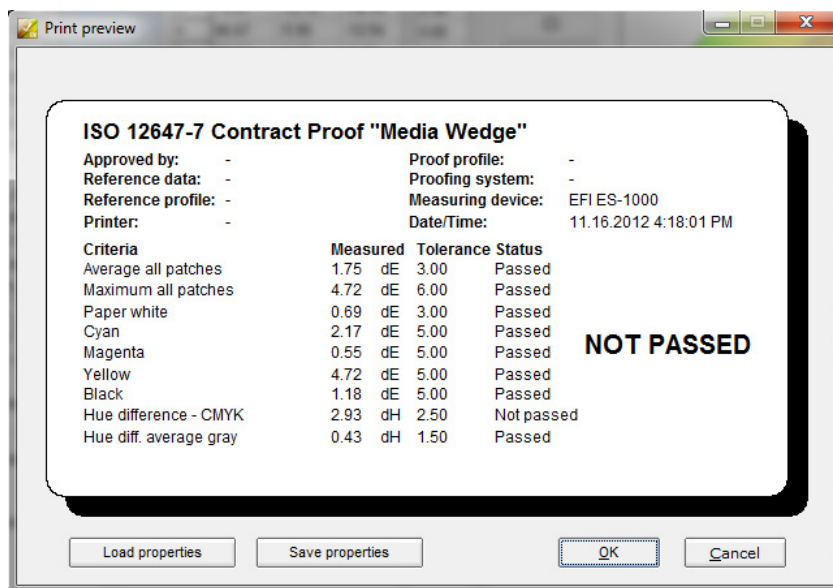 Print preview
ISO 12647-7 Contract Proof "Media Wedge"
Approved by: - Proof profile: -
Reference data: - Proofing system: -
Reference profile: - Measuring device: EFI ES-1000
Printer: - Date/Time: 11.16.2012 4:18:01 PM
Criteria Measured Tolerance Status
Average all patches 1.75 dE 3.00 Passed
Maximum all patches 4.72 dE 6.00 Passed
Paper white 0.69 dE 3.00 Passed
Cyan 2.17 dE 5.00 Passed
Magenta 0.55 dE 5.00 Passed
NOT PASSED
Yellow 4.72 dE 5.00 Passed
Black 1.18 dE 5.00 Passed
Hue difference - CMYK 2.93 dH 2.50 Not passed
Hue diff. average gray 0.43 dH 1.50 Passed
Load properties Save properties OK Cancel